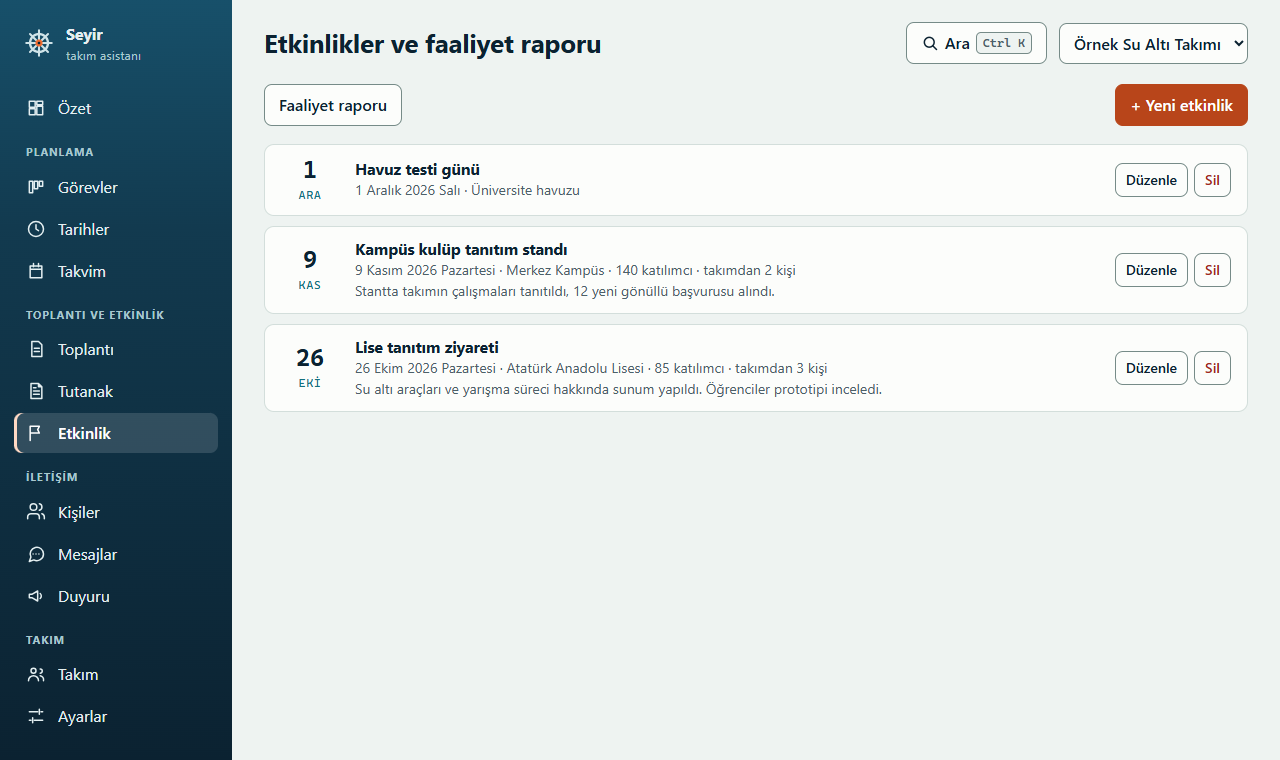 Seyir
takım asistanı
Özet
PLANLAMA
Görevler
Tarihler
Takvim
TOPLANTI VE ETKİNLİK
Toplantı
Tutanak
Etkinlik
İLETİŞİM
Kişiler
Mesajlar
Duyuru
TAKIM
Takım
Ayarlar
Etkinlikler ve faaliyet raporu
Ara Ctrl K
Örnek Su Altı Takımı
Faaliyet raporu
+ Yeni etkinlik
1
ARA
Havuz testi günü
1 Aralık 2026 Salı · Üniversite havuzu
Düzenle
Sil
9
KAS
Kampüs kulüp tanıtım standı
9 Kasım 2026 Pazartesi · Merkez Kampüs · 140 katılımcı · takımdan 2 kişi
Stantta takımın çalışmaları tanıtıldı, 12 yeni gönüllü başvurusu alındı.
Düzenle
Sil
26
EKİ
Lise tanıtım ziyareti
26 Ekim 2026 Pazartesi · Atatürk Anadolu Lisesi · 85 katılımcı · takımdan 3 kişi
Su altı araçları ve yarışma süreci hakkında sunum yapıldı. Öğrenciler prototipi inceledi.
Düzenle
Sil